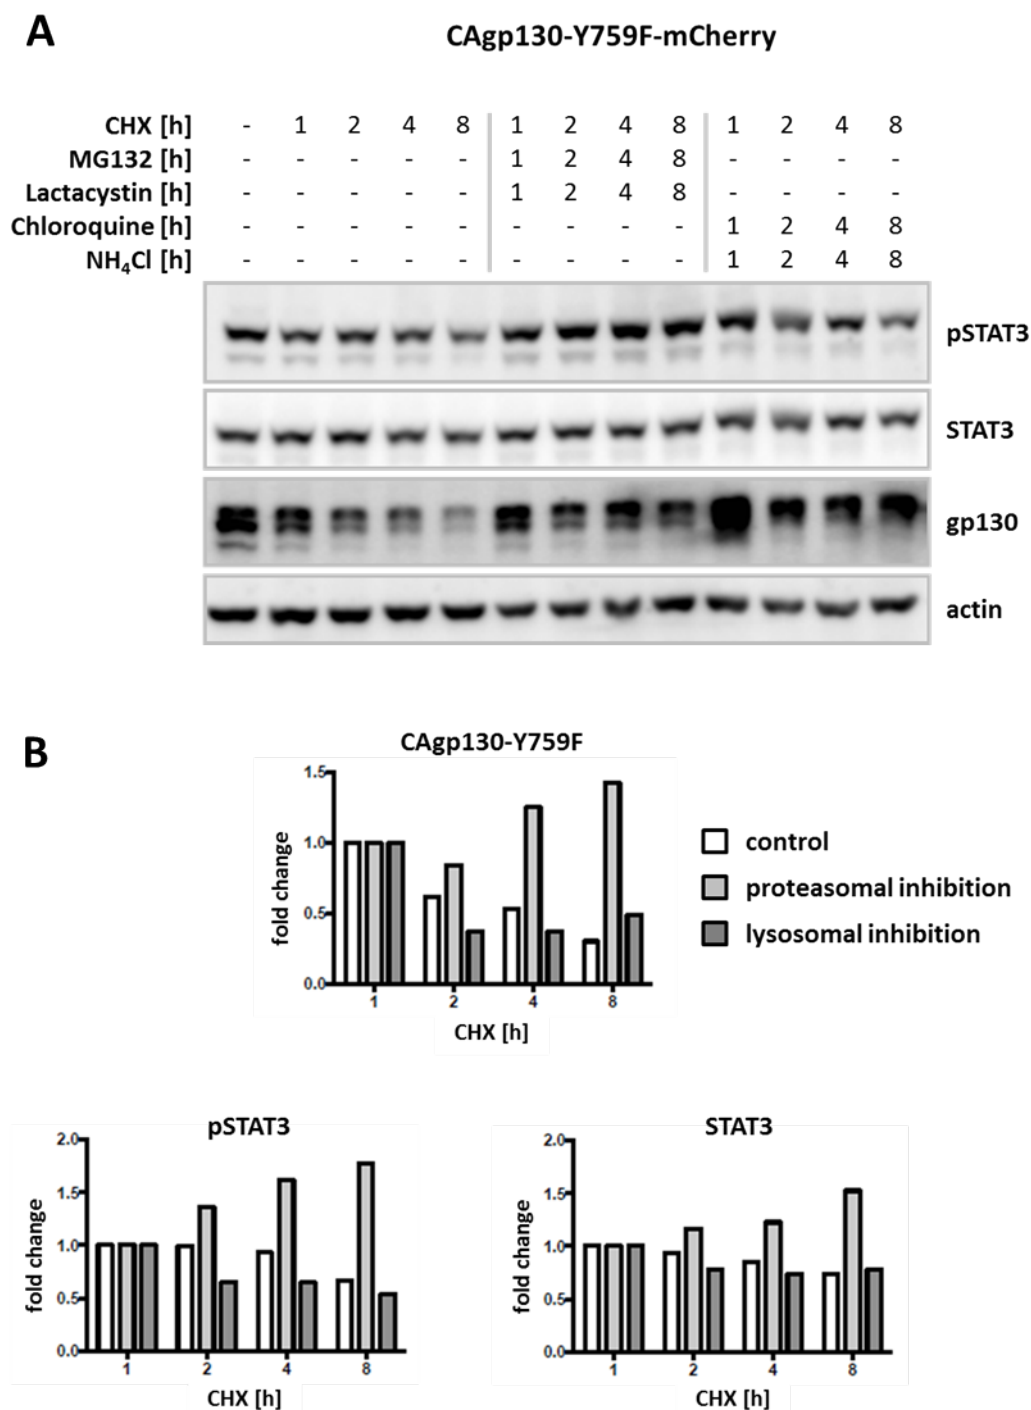 A
CAgp130-Y759F-mCherry
CHX [h] - 1 2 4 8 1 2 4 8 1 2 4 8
MG132 [h] - - - - - 1 2 4 8 - - - -
Lactacystin [h] - - - - - 1 2 4 8 - - - -
Chloroquine [h] - - - - - - - - - 1 2 4 8
NH₄Cl [h] - - - - - - - - - 1 2 4 8
pSTAT3
STAT3
gp130
actin
B
CAgp130-Y759F
fold change
1.5
1.0
0.5
0.0
1 2 4 8
CHX [h]
control
proteasomal inhibition
lysosomal inhibition
pSTAT3
fold change
2.0
1.5
1.0
0.5
0.0
1 2 4 8
CHX [h]
STAT3
fold change
2.0
1.5
1.0
0.5
0.0
1 2 4 8
CHX [h]